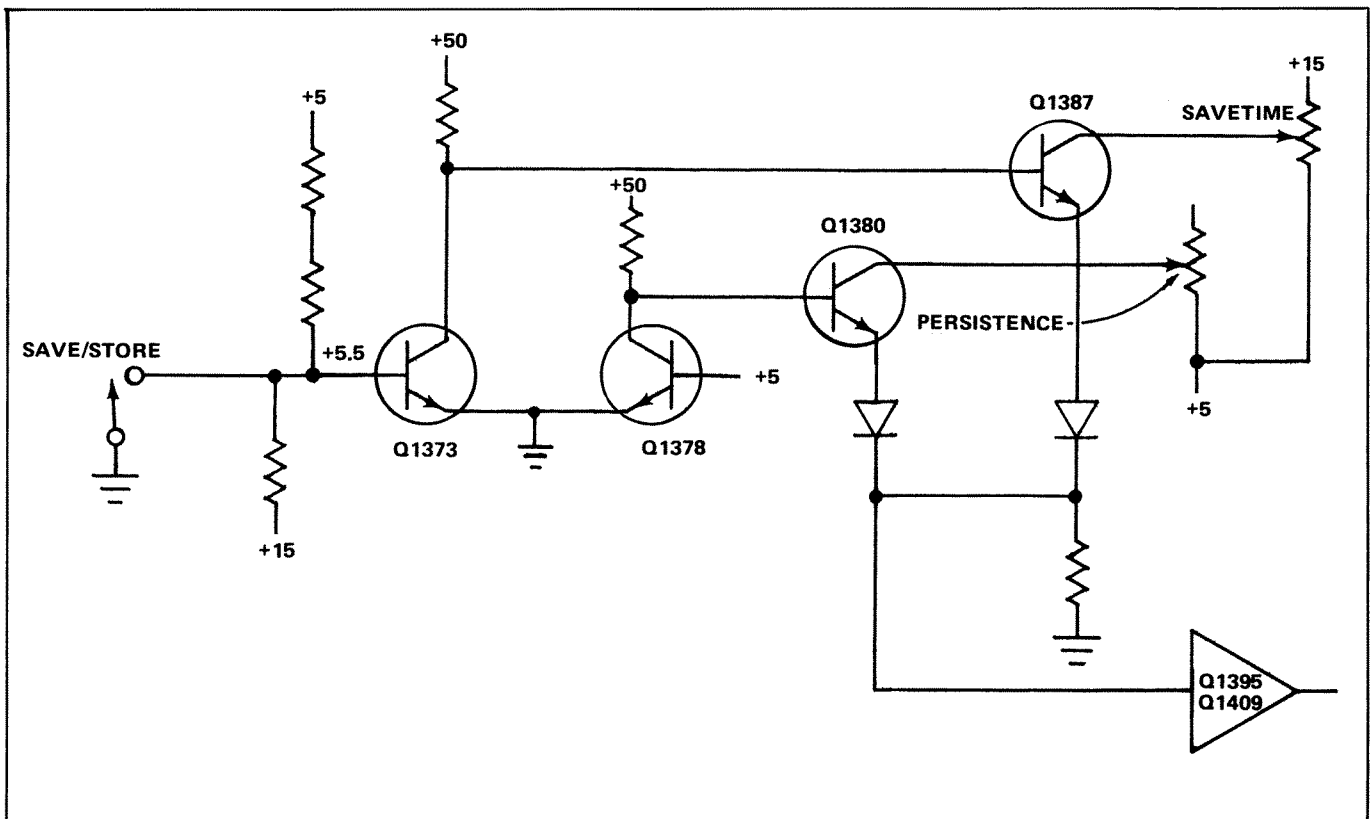 +50
+5
+15
Q1387
SAVETIME
+50
Q1380
PERSISTENCE-
SAVE/STORE
+5.5
+5
+5
Q1373
Q1378
+15
Q1395
Q1409